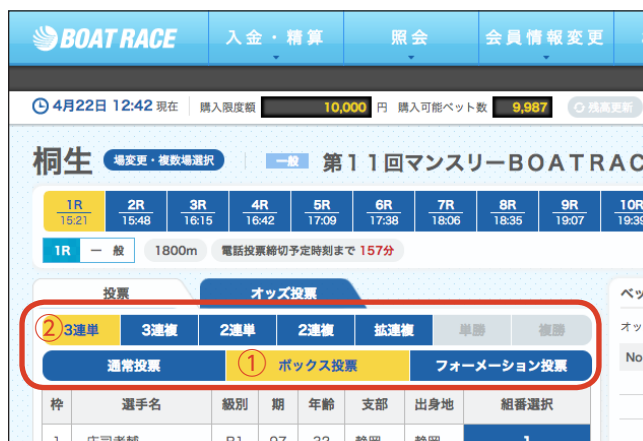 BOAT RACE 入金・精算 照会 会員情報変更
4月22日 12:42 現在 購入限度額 10,000 円 購入可能ベット数 9,987 残高更新
桐生 場変更・複数場選択 一般 第11回マンスリーBOATRAC
1R 2R 3R 4R 5R 6R 7R 8R 9R 10R
15:21 15:48 16:15 16:42 17:09 17:38 18:06 18:35 19:07 19:39
1R 一般 1800m 電話投票締切予定時刻まで 157分
投票 オッズ投票 ベッ
②3連単 3連複 2連単 2連複 拡連複 単勝 複勝 オッ
通常投票 ①ボックス投票 フォーメーション投票 No
枠 選手名 級別 期 年齢 支部 出身地 組番選択